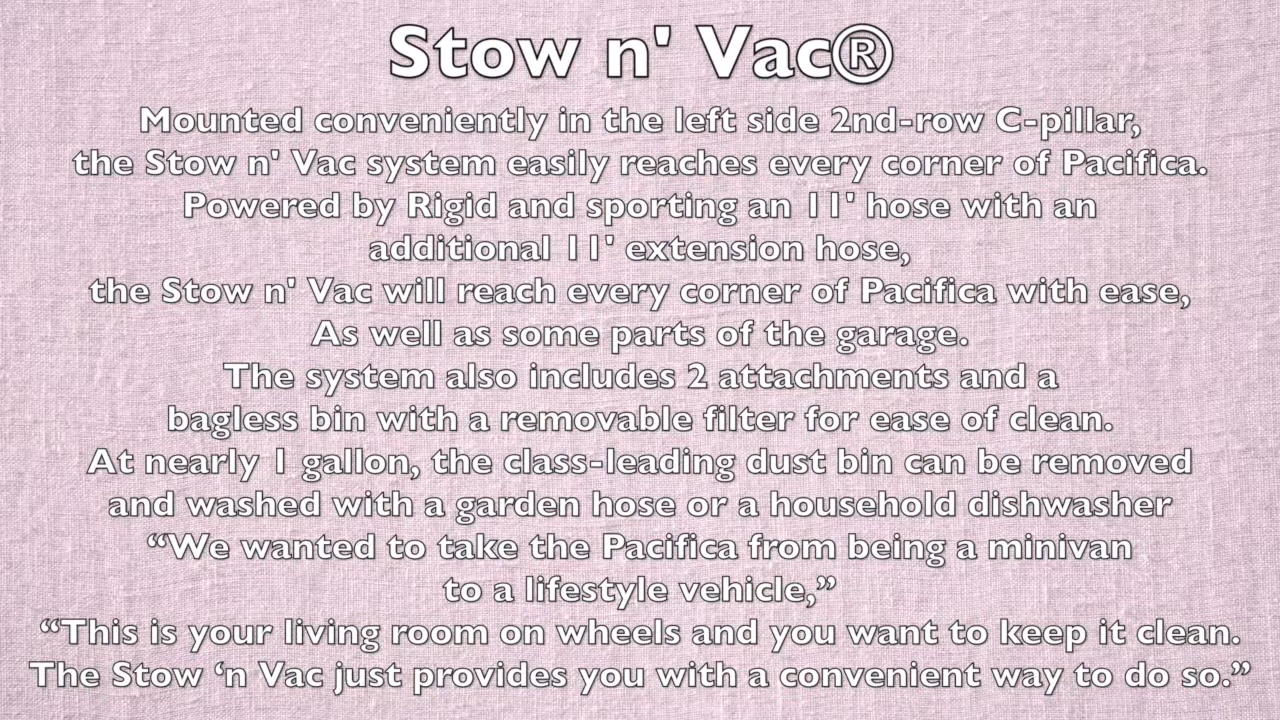 Stow n' Vac®
Mounted conveniently in the left side 2nd-row C-pillar,
the Stow n' Vac system easily reaches every corner of Pacifica.
Powered by Rigid and sporting an 11' hose with an
additional 11' extension hose,
the Stow n' Vac will reach every corner of Pacifica with ease,
As well as some parts of the garage.
The system also includes 2 attachments and a
bagless bin with a removable filter for ease of clean.
At nearly 1 gallon, the class-leading dust bin can be removed
and washed with a garden hose or a household dishwasher
“We wanted to take the Pacifica from being a minivan
to a lifestyle vehicle,”
“This is your living room on wheels and you want to keep it clean.
The Stow ‘n Vac just provides you with a convenient way to do so.”